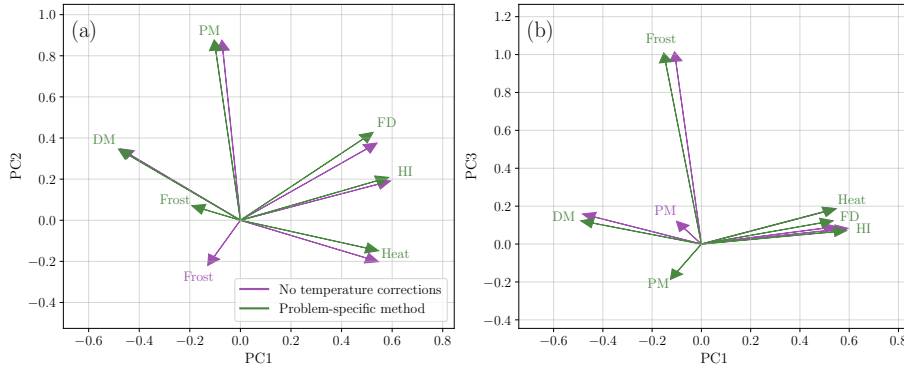 (a)
1.0
0.8
0.6
0.4
0.2
0.0
−0.2
−0.4
PC2
PM
DM
FD
HI
Frost
Heat
Frost
No temperature corrections
Problem-specific method
−0.6
−0.4
−0.2
0.0
0.2
0.4
0.6
0.8
PC1
(b)
1.2
1.0
0.8
0.6
0.4
0.2
0.0
−0.2
−0.4
PC3
Frost
Heat
DM
PM
FD
HI
PM
−0.6
−0.4
−0.2
0.0
0.2
0.4
0.6
0.8
PC1